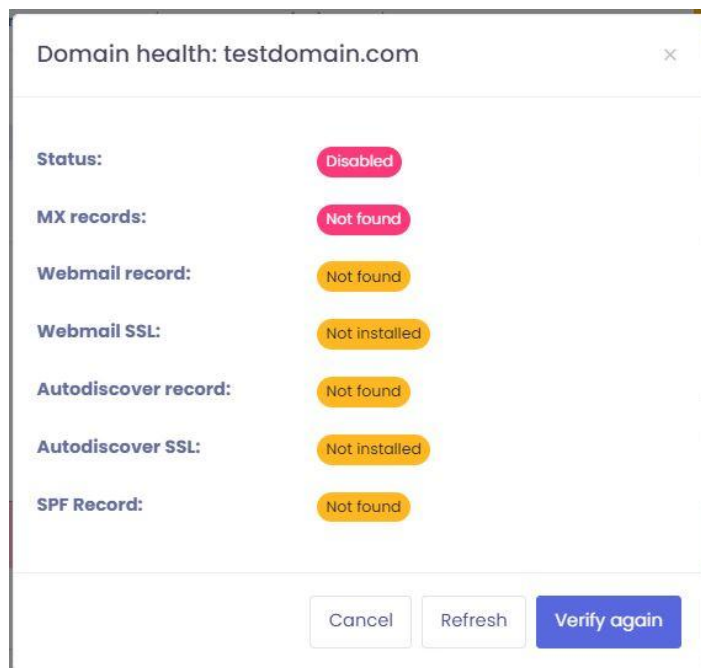 Domain health: testdomain.com ×
Status: Disabled
MX records: Not found
Webmail record: Not found
Webmail SSL: Not installed
Autodiscover record: Not found
Autodiscover SSL: Not installed
SPF Record: Not found
Cancel Refresh Verify again